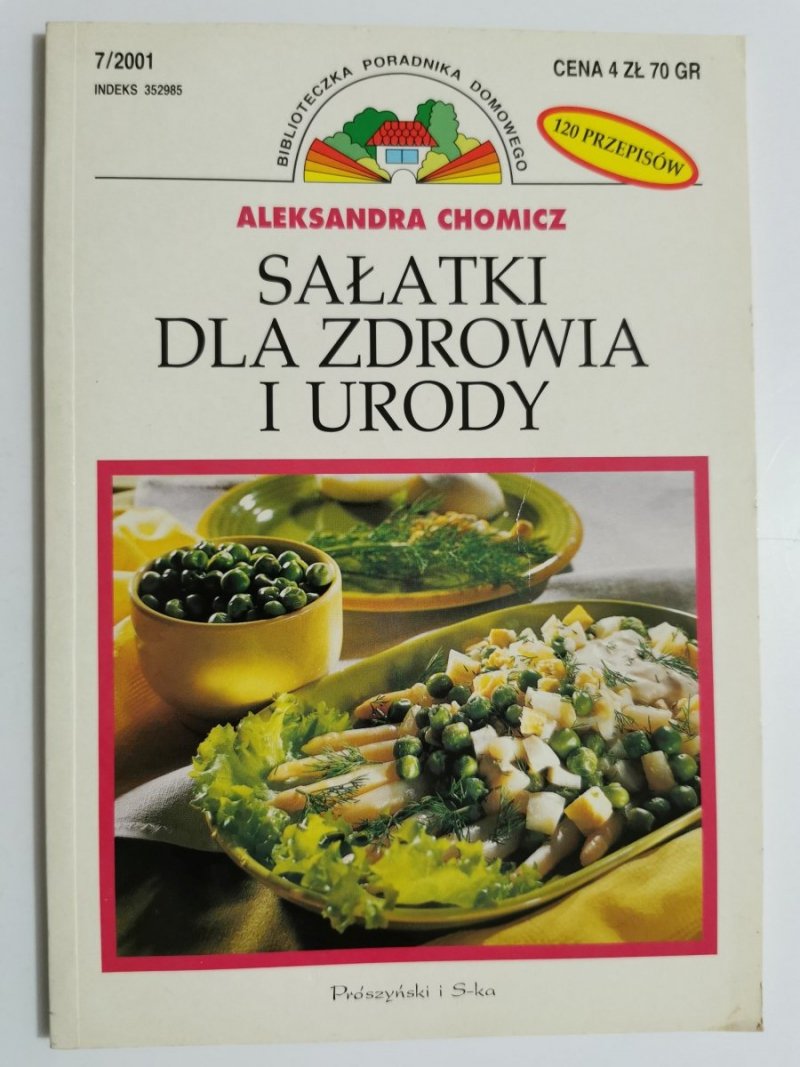 7/2001
INDEKS 352985
BIBLIOTECZKA PORADNIKA DOMOWEGO
CENA 4 ZŁ 70 GR
120 PRZEPISÓW
ALEKSANDRA CHOMICZ
SAŁATKI
DLA ZDROWIA
I URODY
Prószyński i S-ka